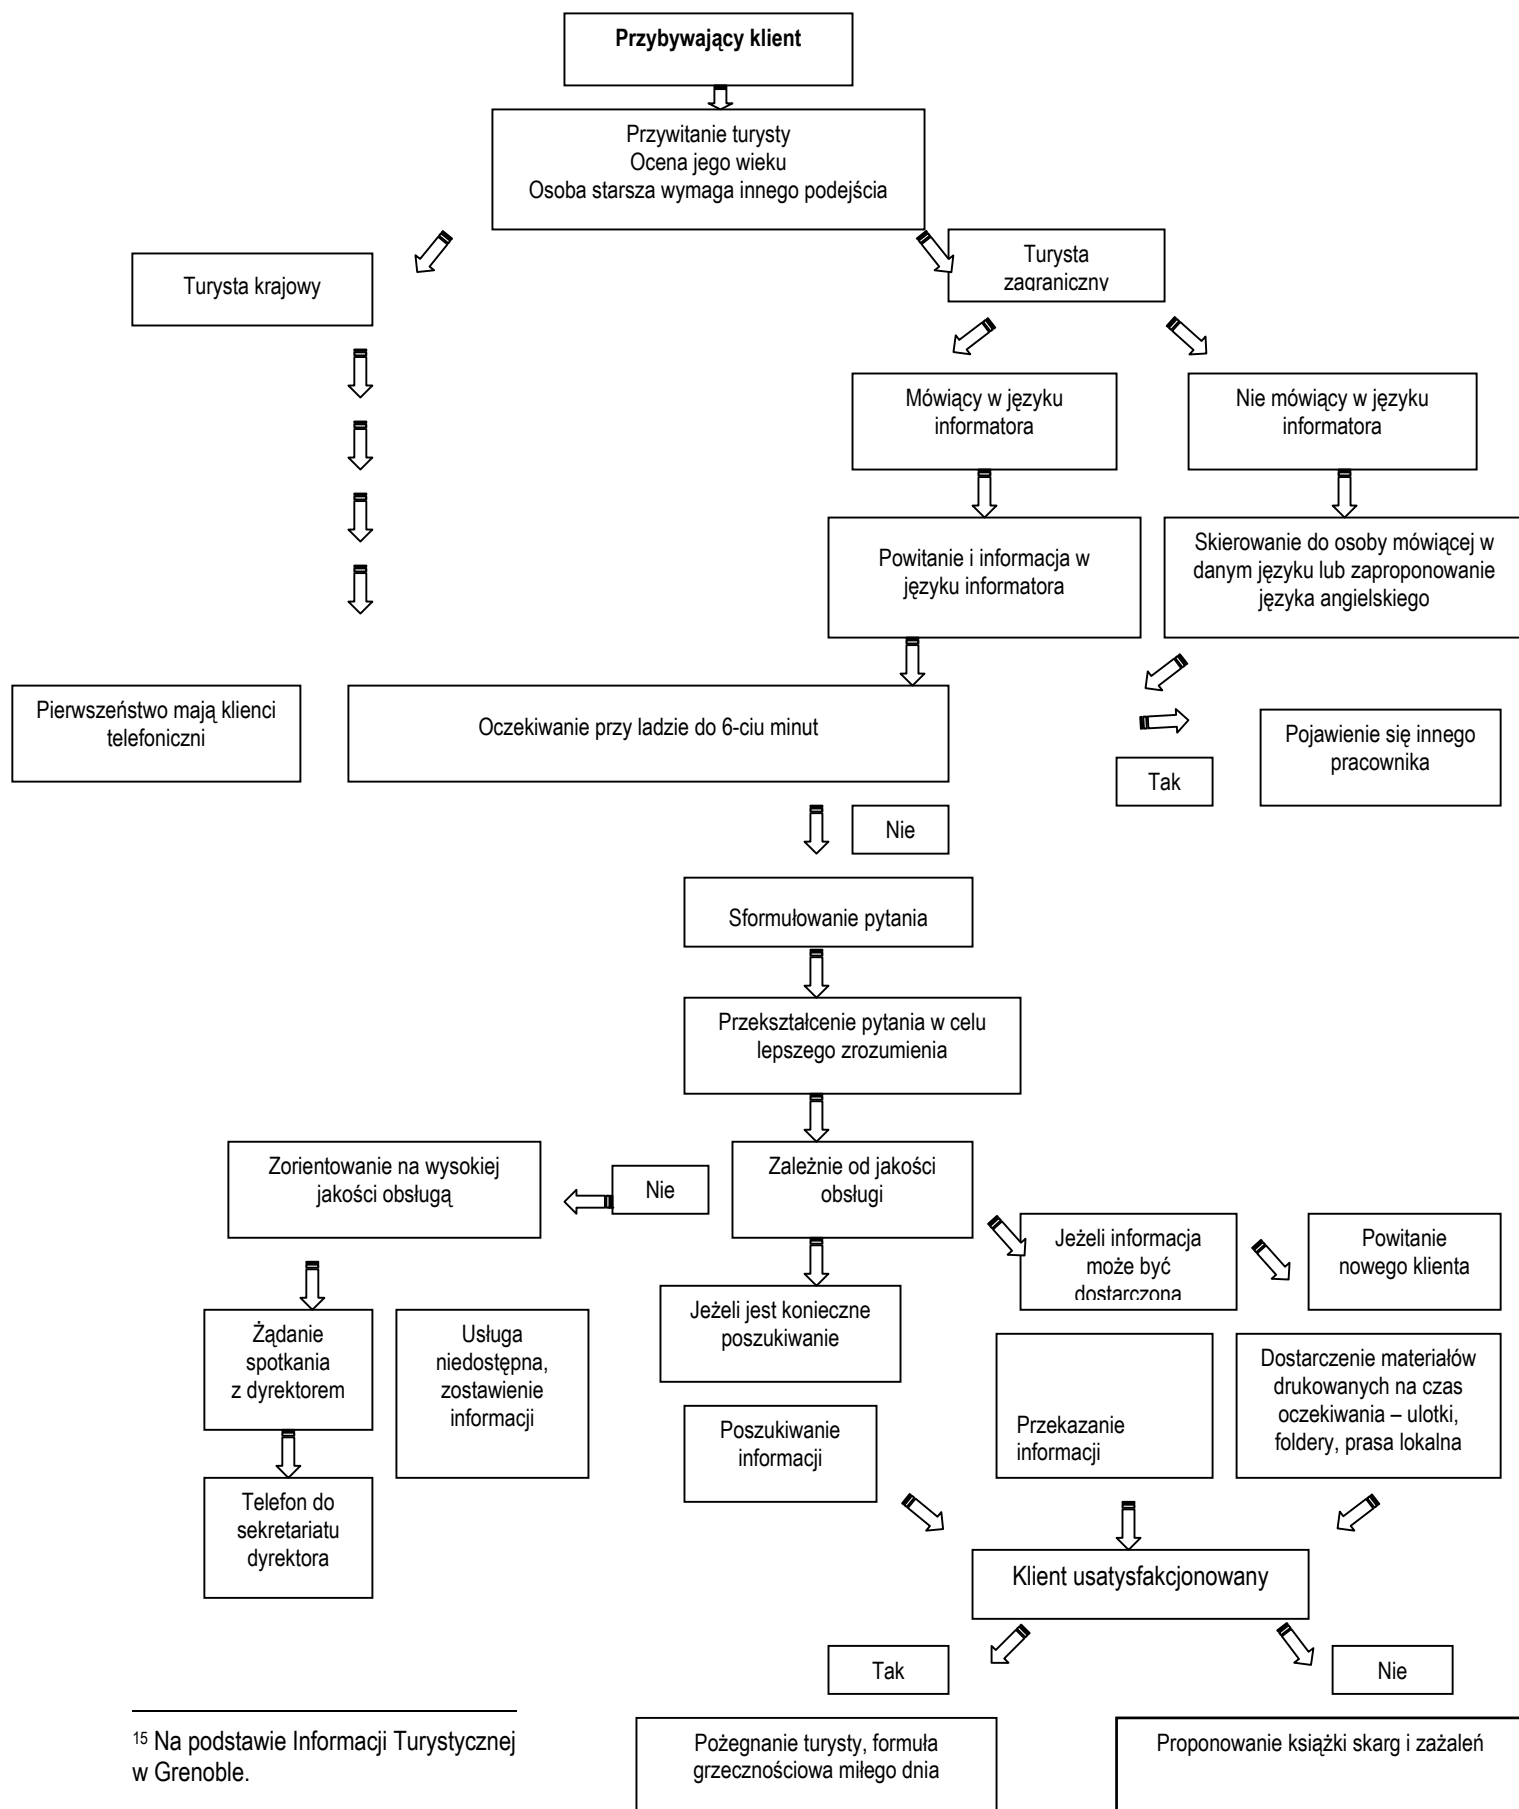 Przybywający klient
Przywitanie turysty
Ocena jego wieku
Osoba starsza wymaga innego podejścia
Turysta krajowy
Turysta
zagraniczny
Mówiący w języku
informatora
Nie mówiący w języku
informatora
Powitanie i informacja w
języku informatora
Skierowanie do osoby mówiącej w
danym języku lub zaproponowanie
języka angielskiego
Pierwszeństwo mają klienci
telefoniczni
Oczekiwanie przy ladzie do 6-ciu minut
Tak
Pojawienie się innego
pracownika
Nie
Sformułowanie pytania
Przekształcenie pytania w celu
lepszego zrozumienia
Zorientowanie na wysokiej
jakości obsługą
Nie
Zależnie od jakości
obsługi
Jeżeli informacja
może być
dostarczona
Powitanie
nowego klienta
Żądanie
spotkania
z dyrektorem
Usługa
niedostępna,
zostawienie
informacji
Jeżeli jest konieczne
poszukiwanie
Poszukiwanie
informacji
Przekazanie
informacji
Dostarczenie materiałów
drukowanych na czas
oczekiwania – ulotki,
foldery, prasa lokalna
Telefon do
sekretariatu
dyrektora
Klient usatysfakcjonowany
Tak
Nie
Pożegnanie turysty, formuła
grzecznościowa miłego dnia
Proponowanie książki skarg i zażaleń
15 Na podstawie Informacji Turystycznej
w Grenoble.